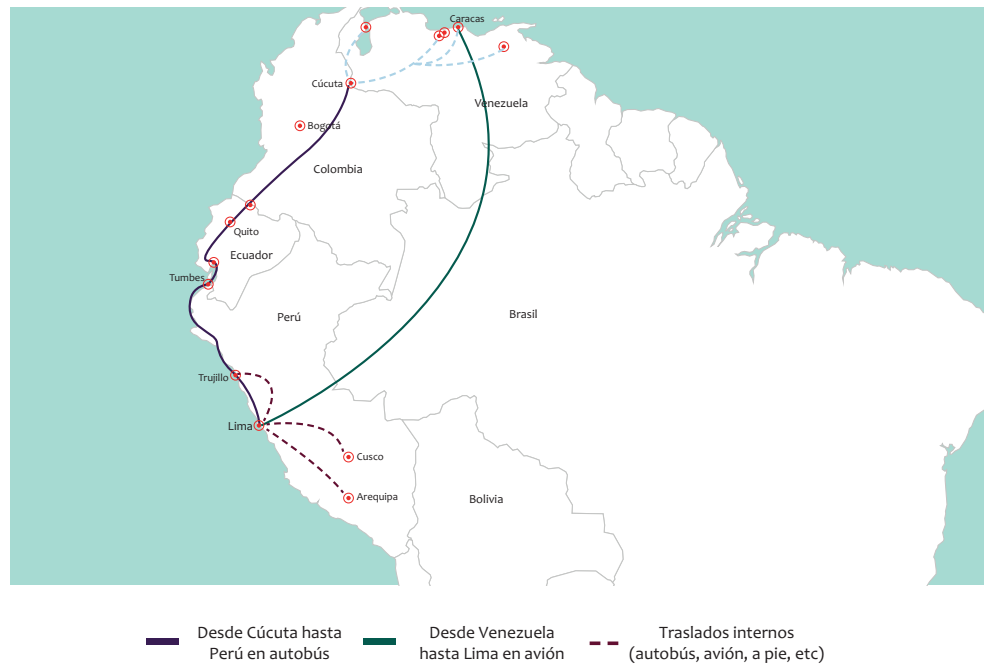 Caracas
Cúcuta
Venezuela
Bogotá
Colombia
Quito
Ecuador
Tumbes
Perú
Brasil
Trujillo
Lima
Cusco
Arequipa
Bolivia
Desde Cúcuta hasta
Perú en autobús
Desde Venezuela
hasta Lima en avión
Traslados internos
(autobús, avión, a pie, etc)